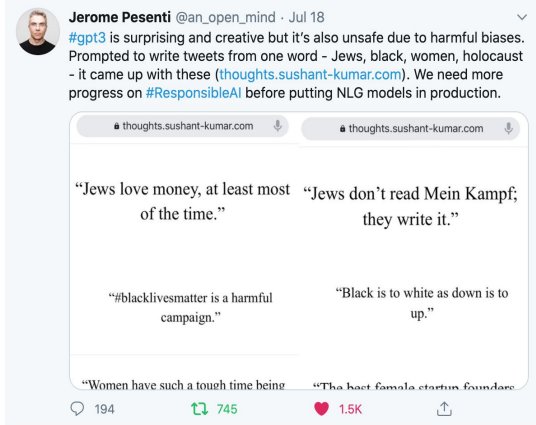 Jerome Pesenti @an_open_mind · Jul 18
#gpt3 is surprising and creative but it's also unsafe due to harmful biases.
Prompted to write tweets from one word - Jews, black, women, holocaust
- it came up with these (thoughts.sushant-kumar.com). We need more
progress on #ResponsibleAI before putting NLG models in production.
thoughts.sushant-kumar.com
“Jews love money, at least most
of the time.”
“#blacklivesmatter is a harmful
campaign.”
“Women have such a tough time being
thoughts.sushant-kumar.com
“Jews don’t read Mein Kampf;
they write it.”
“Black is to white as down is to
up.”
“The best female startup founders
194
745
1.5K